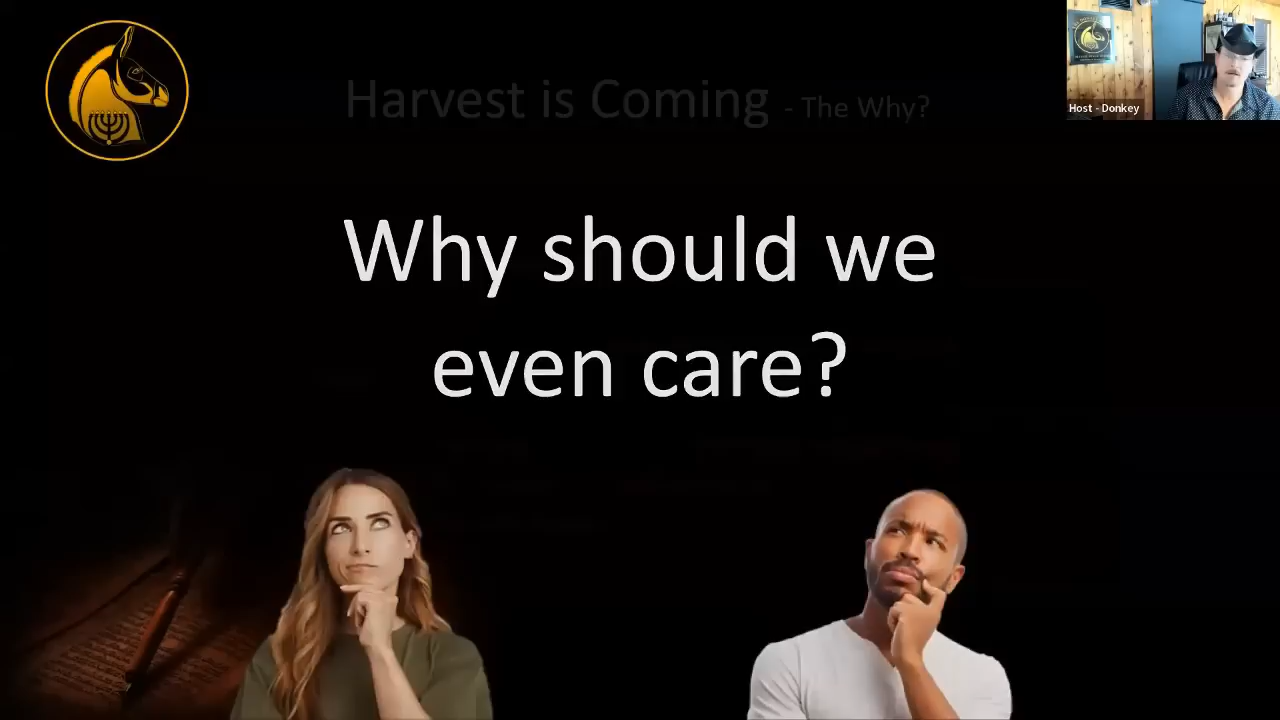 Harvest is Coming - The Why?
Host - Donkey
Why should we
even care?